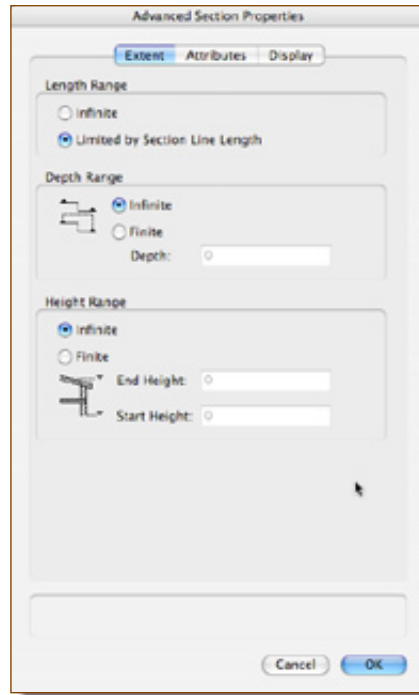 Advanced Section Properties
Extent Attributes Display
Length Range
Infinite
Limited by Section Line Length
Depth Range
Infinite
Finite
Depth: 0
Height Range
Infinite
Finite
End Height: 0
Start Height: 0
Cancel OK